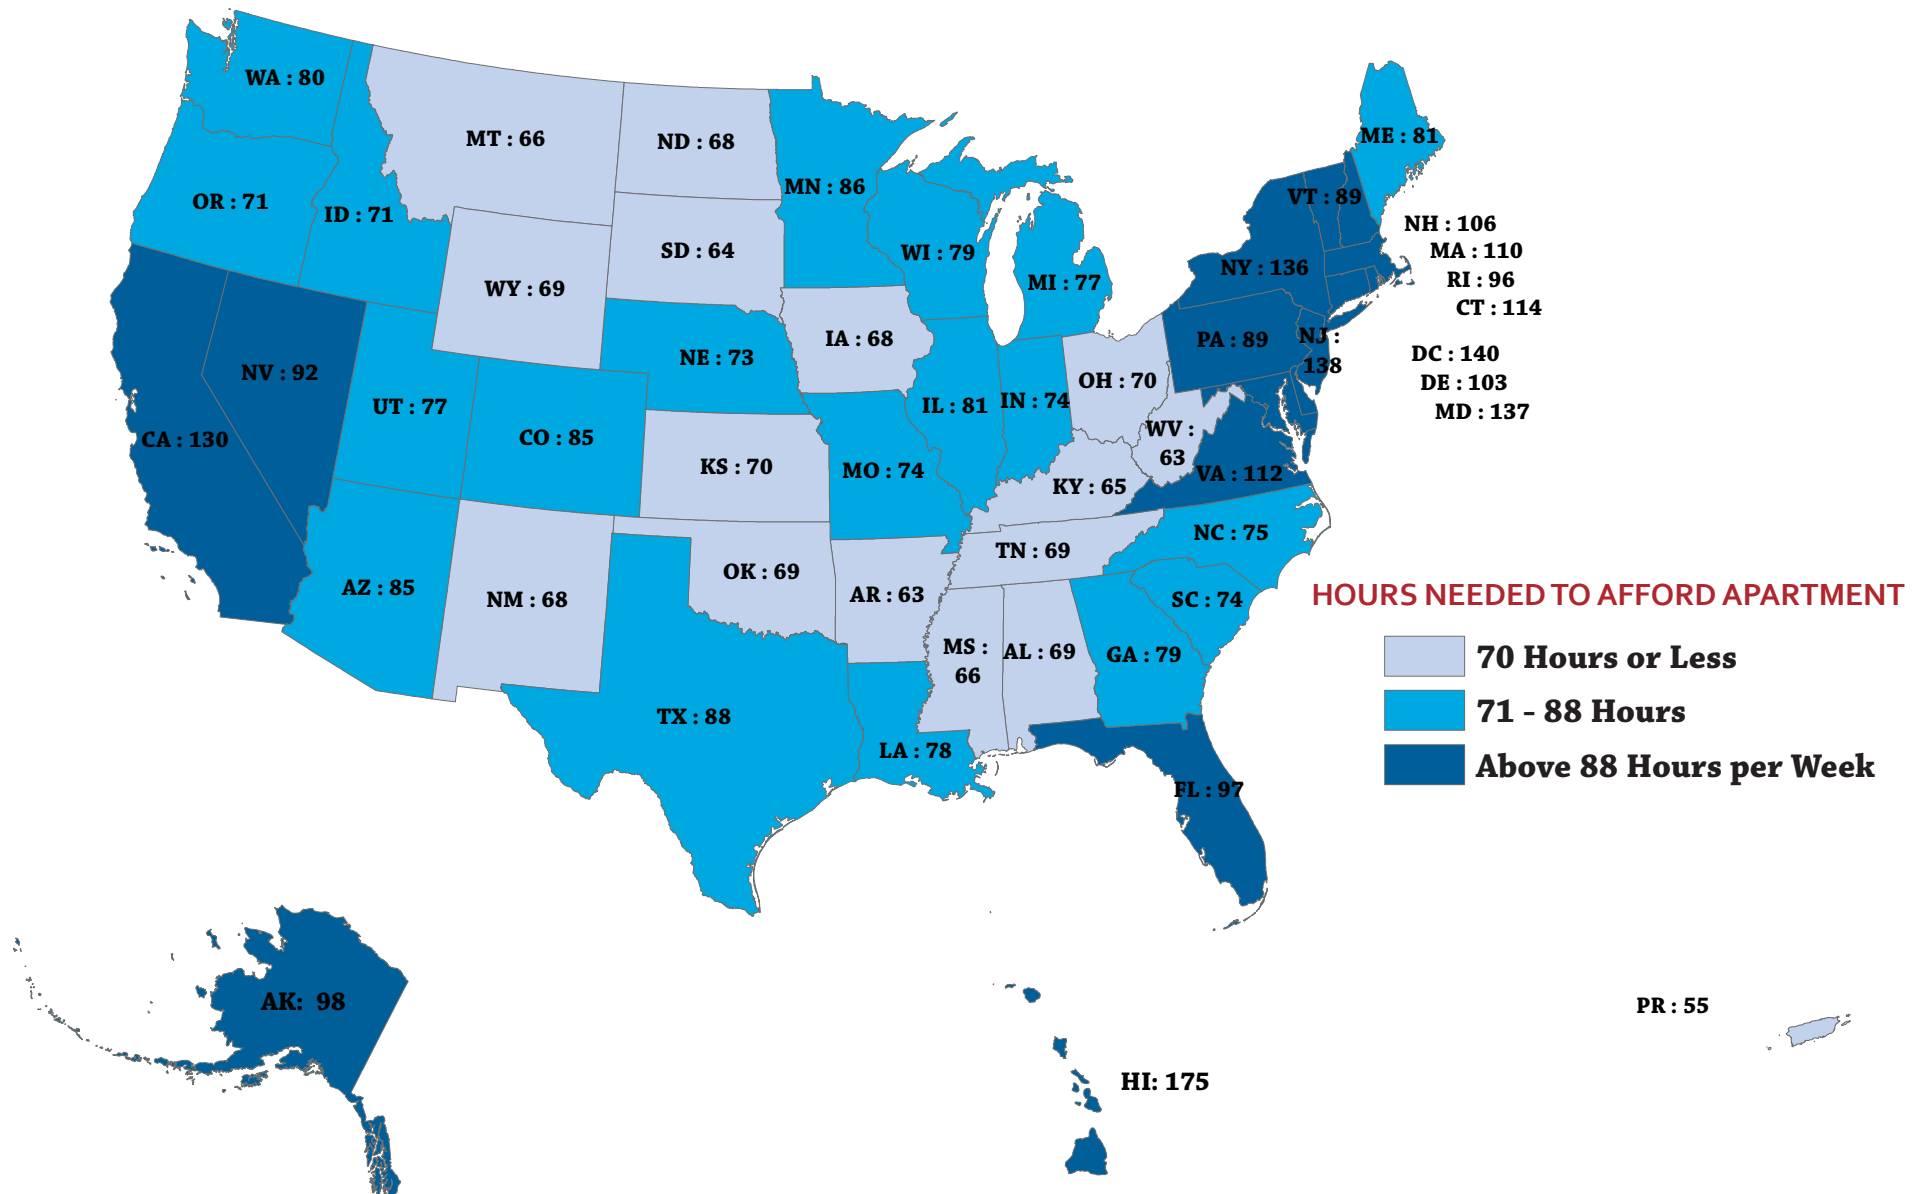 WA : 80
MT : 66
ND : 68
ME : 81
MN : 86
OR : 71
ID : 71
VT : 89
NH : 106
SD : 64
WI : 79
MA : 110
NY : 136
RI : 96
WY : 69
MI : 77
CT : 114
IA : 68
PA : 89
NJ :
138
NE : 73
DC : 140
NV : 92
OH : 70
DE : 103
UT : 77
IL : 81
IN : 74
MD : 137
CA : 130
CO : 85
WV :
63
KS : 70
MO : 74
VA : 112
KY : 65
NC : 75
TN : 69
OK : 69
AZ : 85
NM : 68
AR : 63
SC : 74
HOURS NEEDED TO AFFORD APARTMENT
MS :
66
AL : 69
GA : 79
70 Hours or Less
TX : 88
71 - 88 Hours
LA : 78
Above 88 Hours per Week
FL : 97
AK: 98
PR : 55
HI: 175